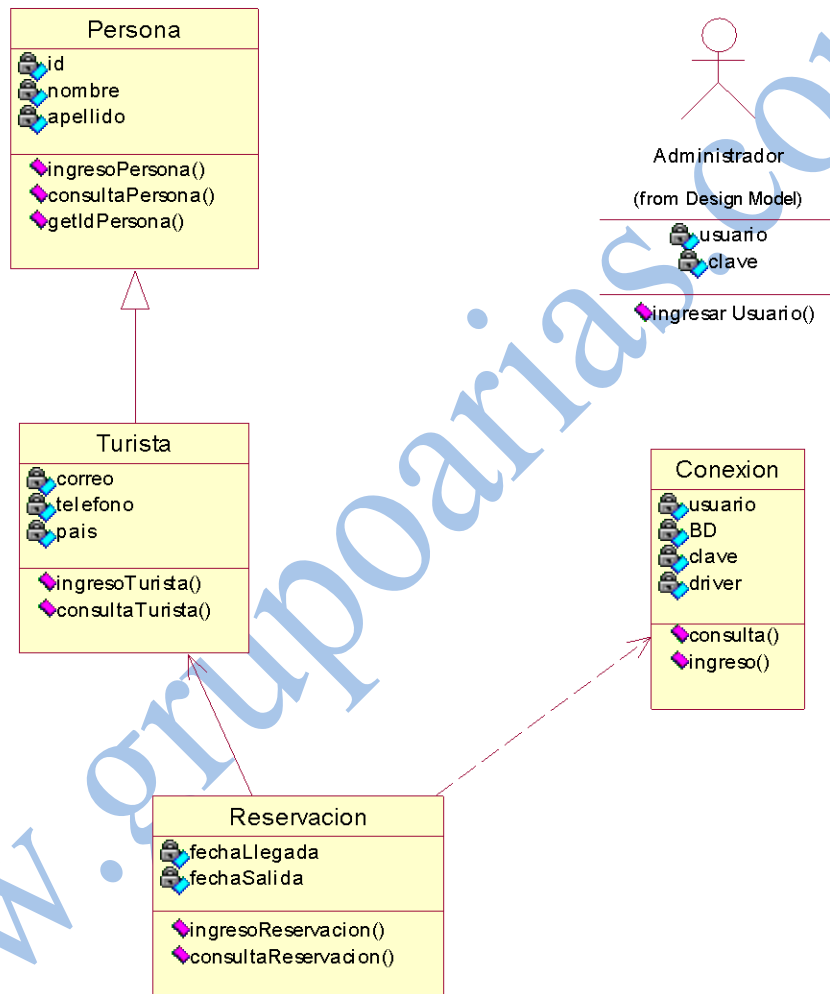 Persona
id
nombre
apellido
ingresoPersona()
consultaPersona()
getIdPersona()
Administrador
(from Design Model)
usuario
clave
ingresar Usuario()
Turista
correo
telefono
pais
ingresoTurista()
consultaTurista()
Conexion
usuario
BD
clave
driver
consulta()
ingreso()
Reservacion
fechaLlegada
fechaSalida
ingresoReservacion()
consultaReservacion()
w.grupoarias.co